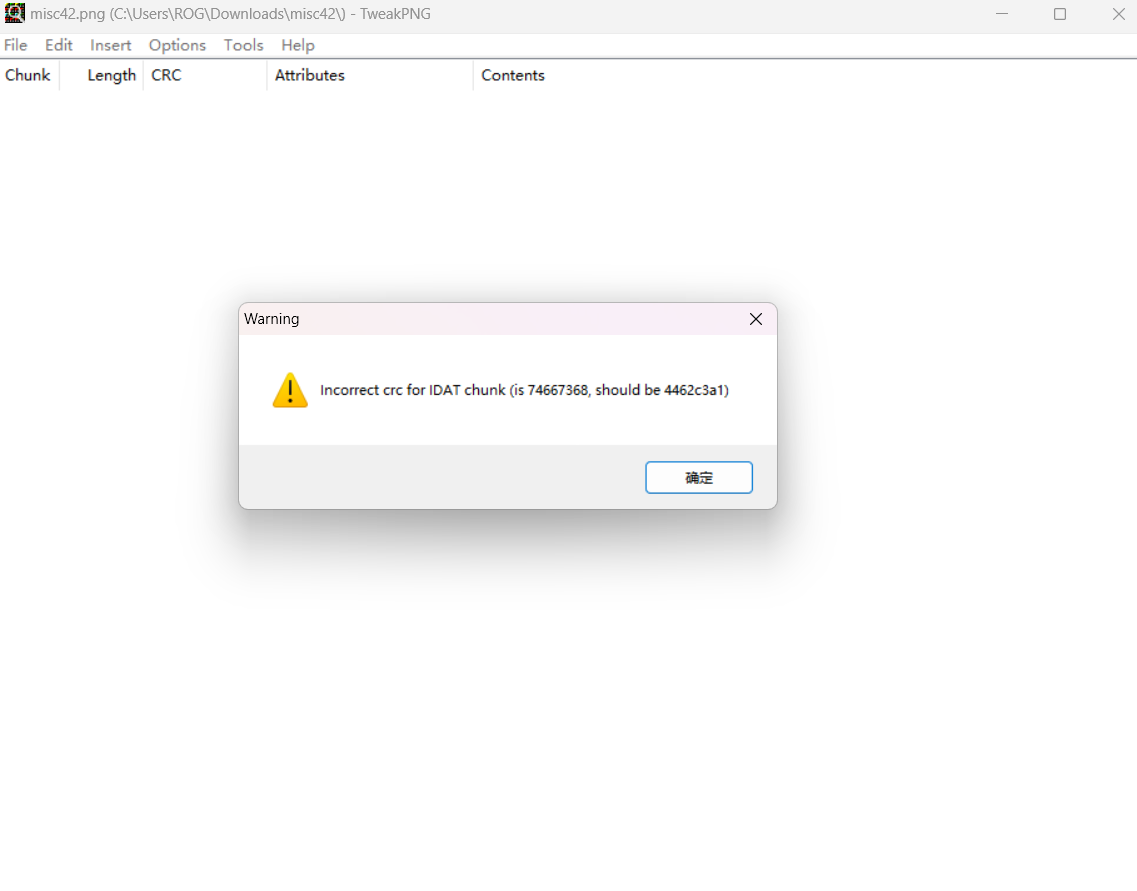 misc42.png (C:\Users\ROG\Downloads\misc42\) - TweakPNG
File Edit Insert Options Tools Help
Chunk Length CRC Attributes Contents
Warning
Incorrect crc for IDAT chunk (is 74667368, should be 4462c3a1)
确定